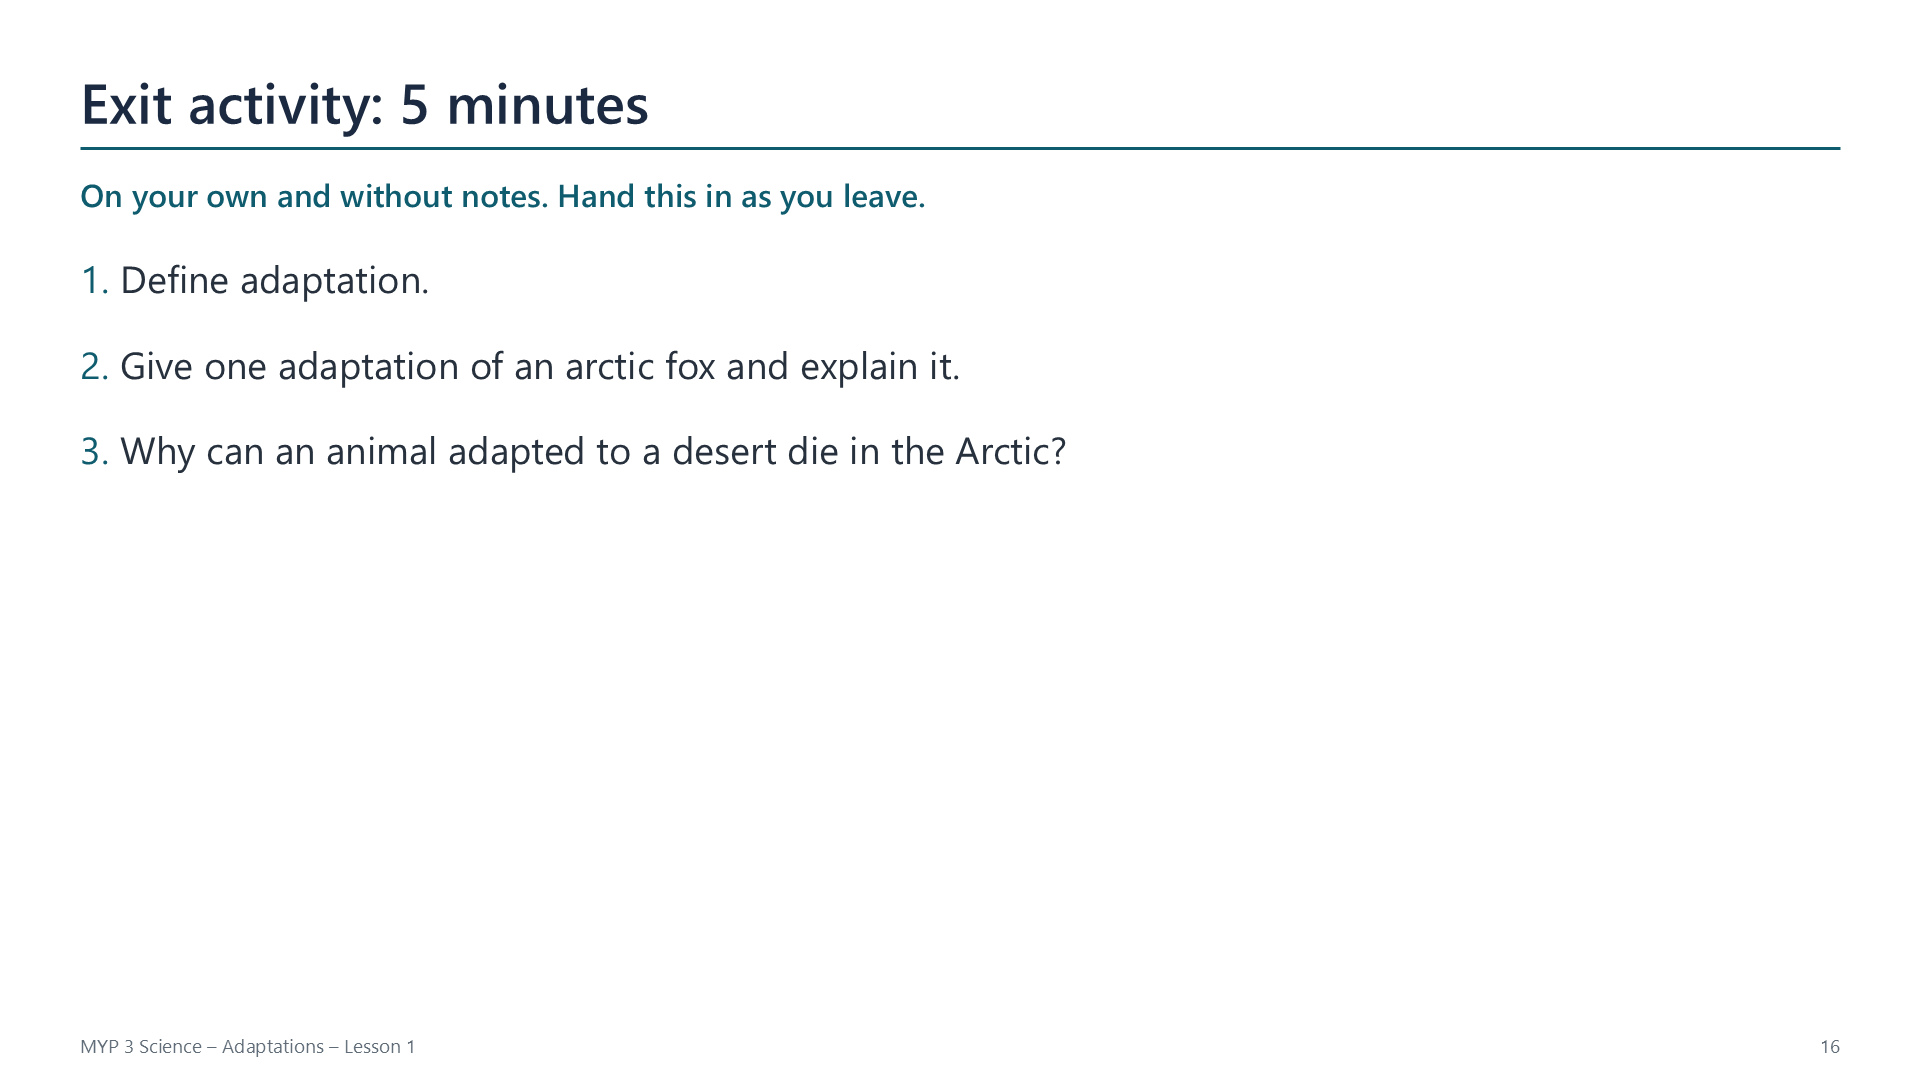 Exit activity: 5 minutes
On your own and without notes. Hand this in as you leave.
1. Define adaptation.
2. Give one adaptation of an arctic fox and explain it.
3. Why can an animal adapted to a desert die in the Arctic?
MYP 3 Science – Adaptations – Lesson 1
16